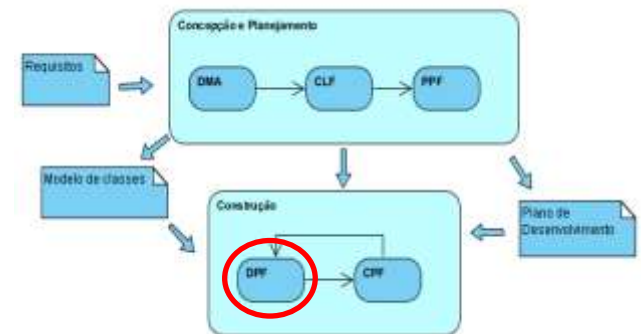 Concepção e Planejamento
Requisitos
DMA
CLF
PPF
Modelo de classes
Construção
Plano de
Desenvolvimento
DPF
CPF